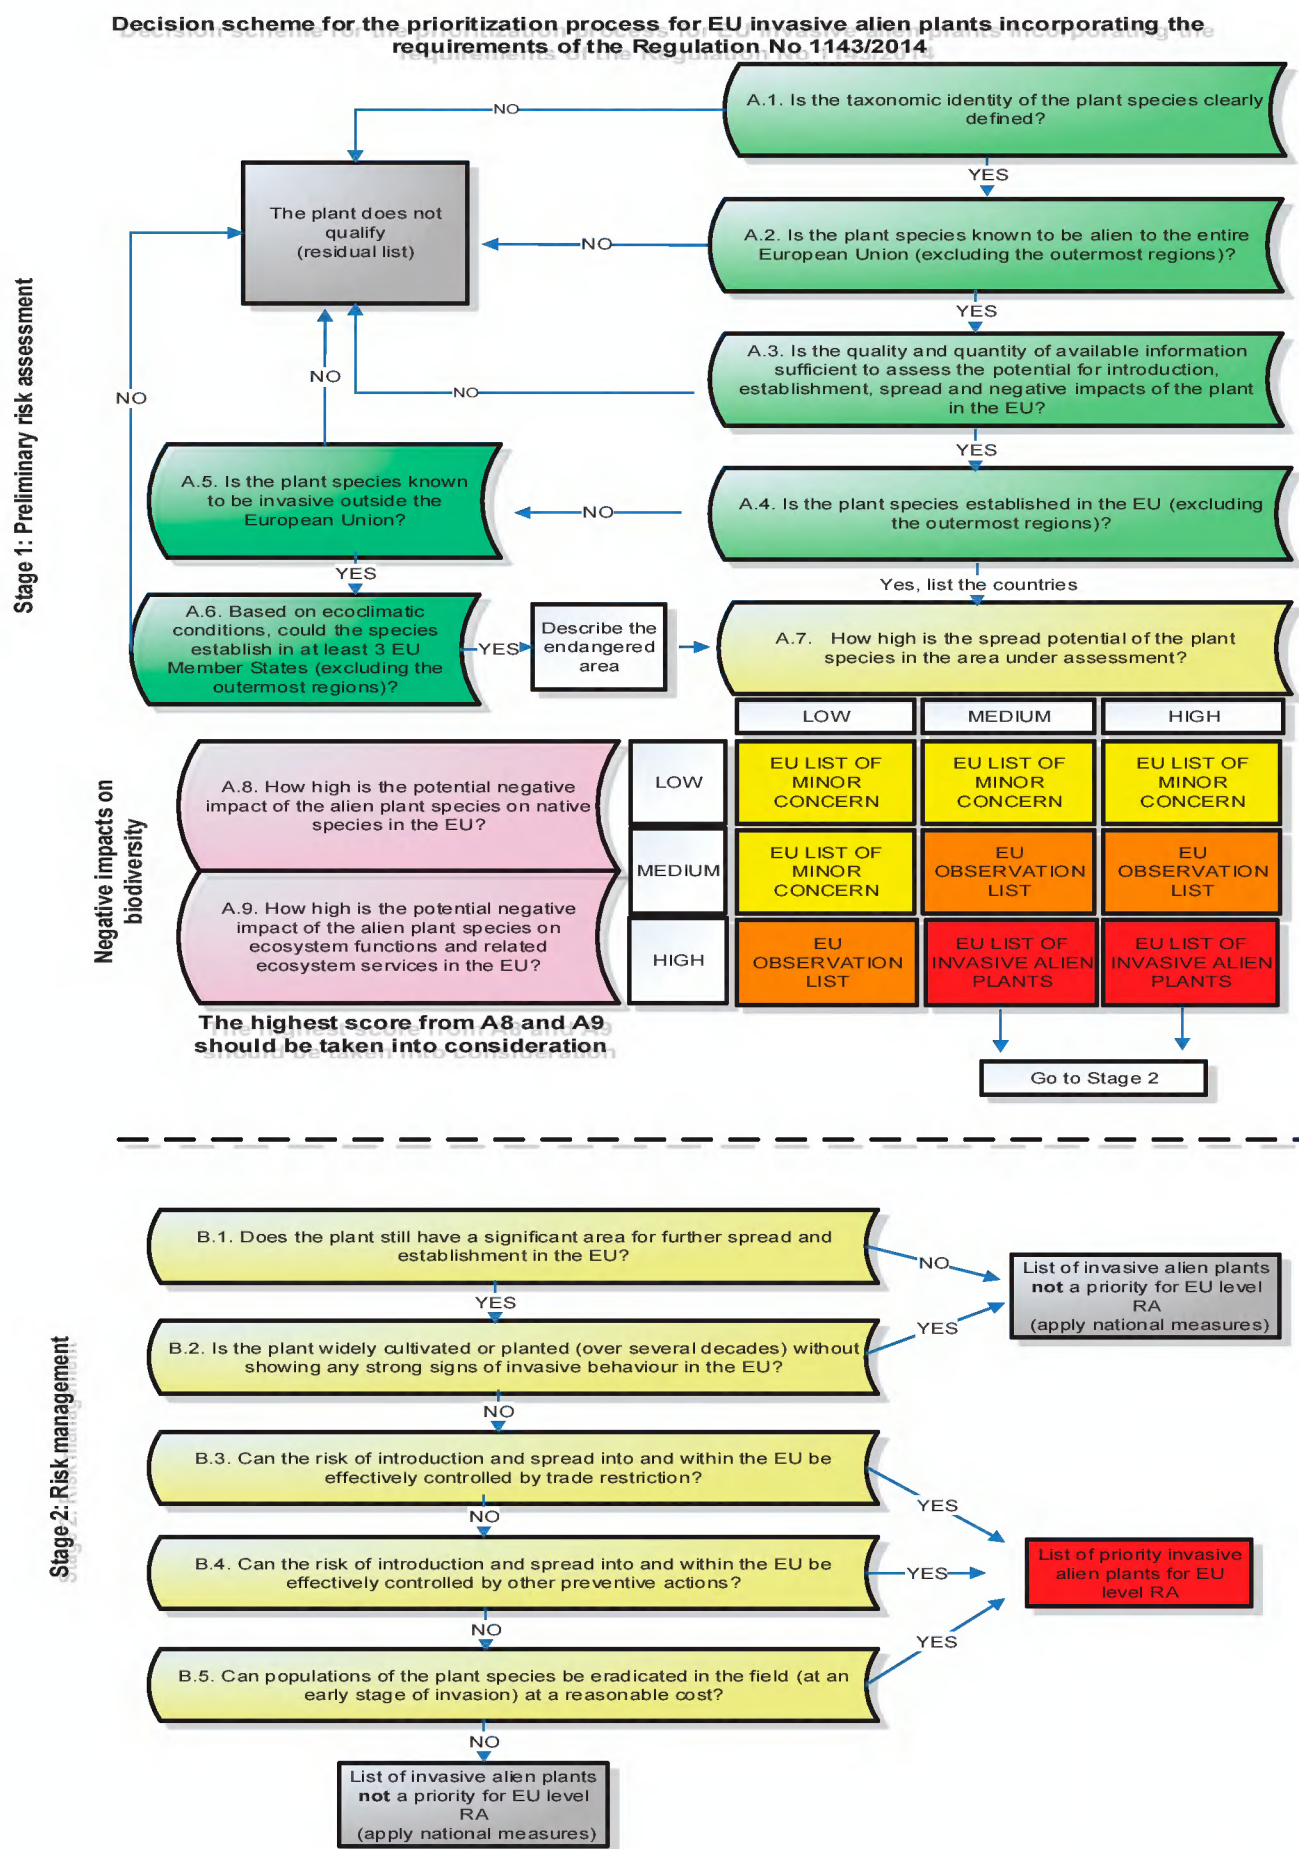 Decision scheme for the prioritization process for EU invasive alien plants incorporating the
requirements of the Regulation No 1143/2014
Stage 1: Preliminary risk assessment
A.1. Is the taxonomic identity of the plant species clearly
defined?
NO
YES
The plant does not
qualify
(residual list)
A.2. Is the plant species known to be alien to the entire
European Union (excluding the outermost regions)?
NO
YES
A.3. Is the quality and quantity of available information
sufficient to assess the potential for introduction,
establishment, spread and negative impacts of the plant
in the EU?
NO
NO
NO
YES
A.5. Is the plant species known
to be invasive outside the
European Union?
NO
A.4. Is the plant species established in the EU (excluding
the outermost regions)?
YES
Yes, list the countries
A.6. Based on ecoclimatic
conditions, could the species
establish in at least 3 EU
Member States (excluding the
outermost regions)?
YES
Describe the
endangered
area
A.7. How high is the spread potential of the plant
species in the area under assessment?
LOW
MEDIUM
HIGH
Negative impacts on
biodiversity
A.8. How high is the potential negative
impact of the alien plant species on native
species in the EU?
LOW
EU LIST OF
MINOR
CONCERN
EU LIST OF
MINOR
CONCERN
EU LIST OF
MINOR
CONCERN
MEDIUM
EU LIST OF
MINOR
CONCERN
EU
OBSERVATION
LIST
EU
OBSERVATION
LIST
A.9. How high is the potential negative
impact of the alien plant species on
ecosystem functions and related
ecosystem services in the EU?
HIGH
EU
OBSERVATION
LIST
EU LIST OF
INVASIVE ALIEN
PLANTS
EU LIST OF
INVASIVE ALIEN
PLANTS
The highest score from A8 and A9
should be taken into consideration
Go to Stage 2
Stage 2: Risk management
B.1. Does the plant still have a significant area for further spread and
establishment in the EU?
NO
YES
List of invasive alien plants
not a priority for EU level
RA
(apply national measures)
B.2. Is the plant widely cultivated or planted (over several decades) without
showing any strong signs of invasive behaviour in the EU?
YES
NO
B.3. Can the risk of introduction and spread into and within the EU be
effectively controlled by trade restriction?
YES
NO
B.4. Can the risk of introduction and spread into and within the EU be
effectively controlled by other preventive actions?
YES
List of priority invasive
alien plants for EU
level RA
NO
B.5. Can populations of the plant species be eradicated in the field (at an
early stage of invasion) at a reasonable cost?
YES
NO
List of invasive alien plants
not a priority for EU level
RA
(apply national measures)